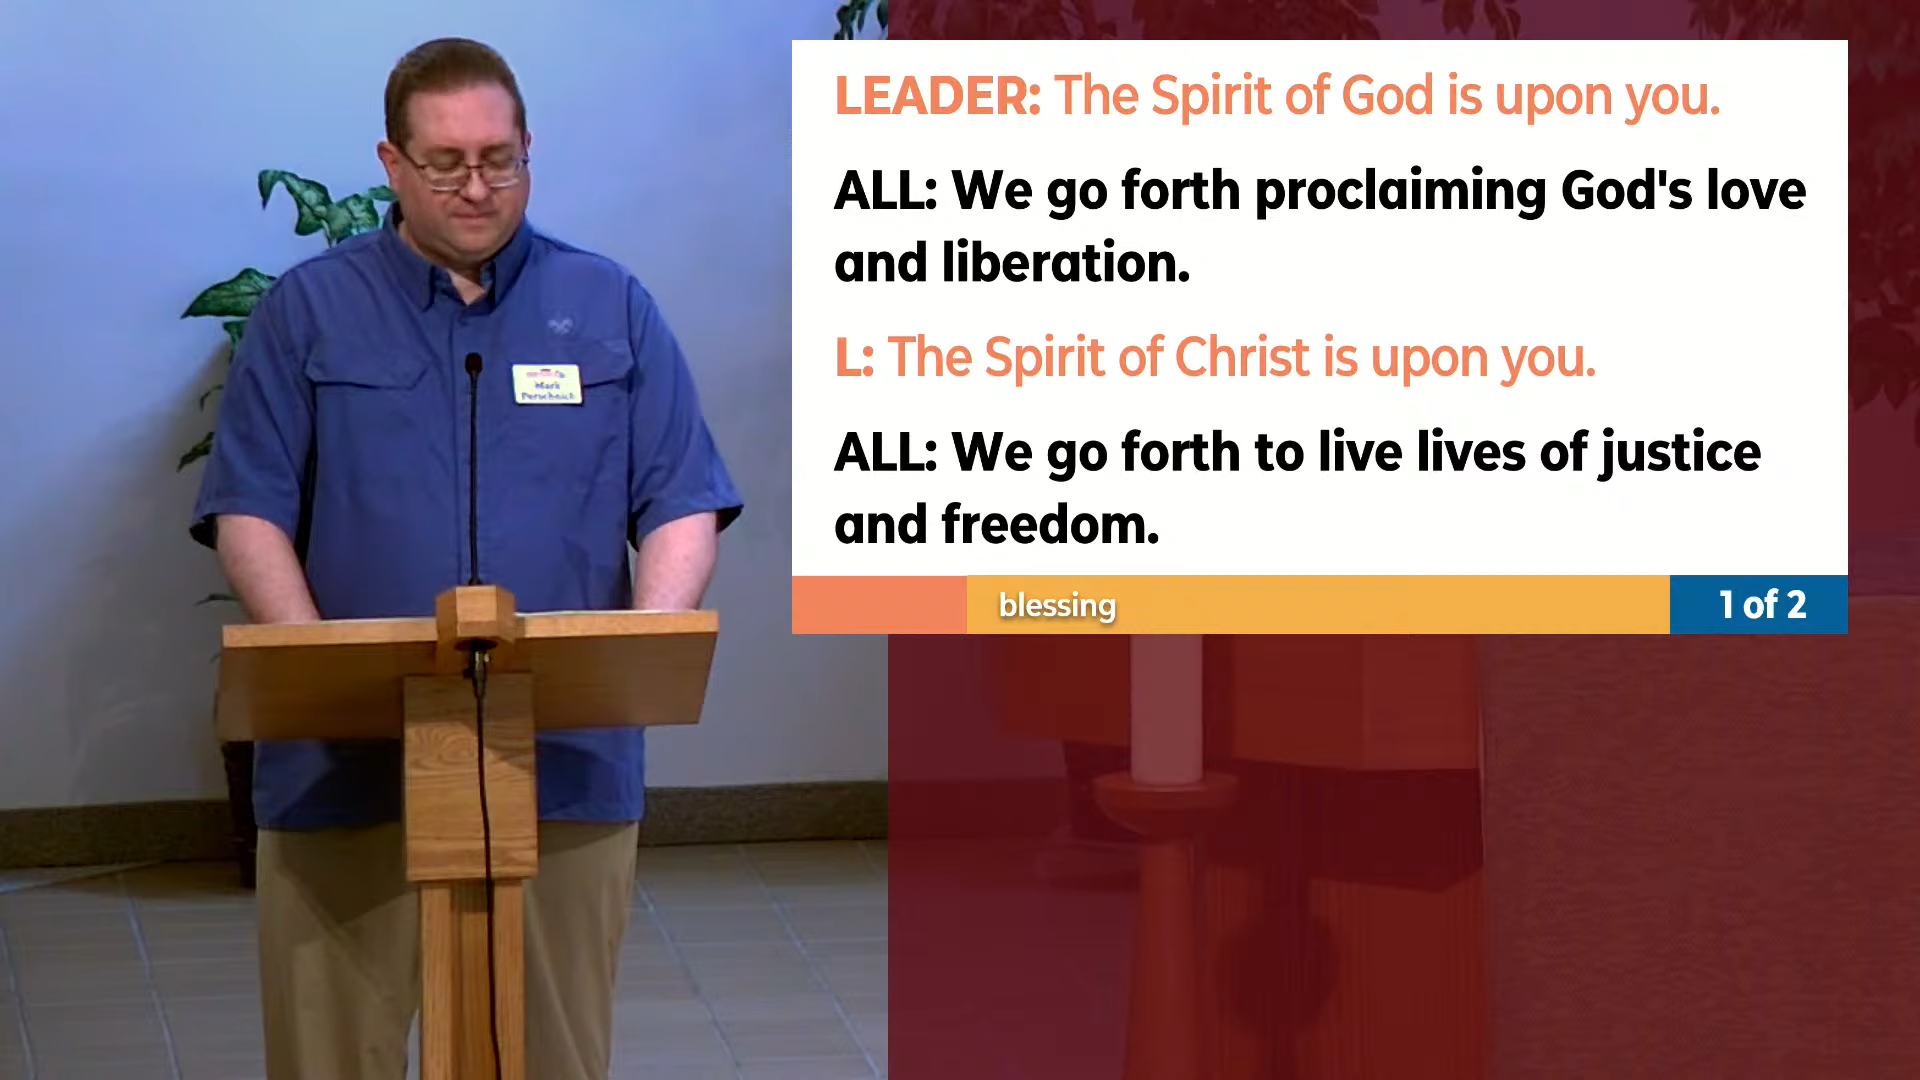 LEADER: The Spirit of God is upon you.
ALL: We go forth proclaiming God's love
and liberation.
L: The Spirit of Christ is upon you.
ALL: We go forth to live lives of justice
and freedom.
blessing
1 of 2
Mark